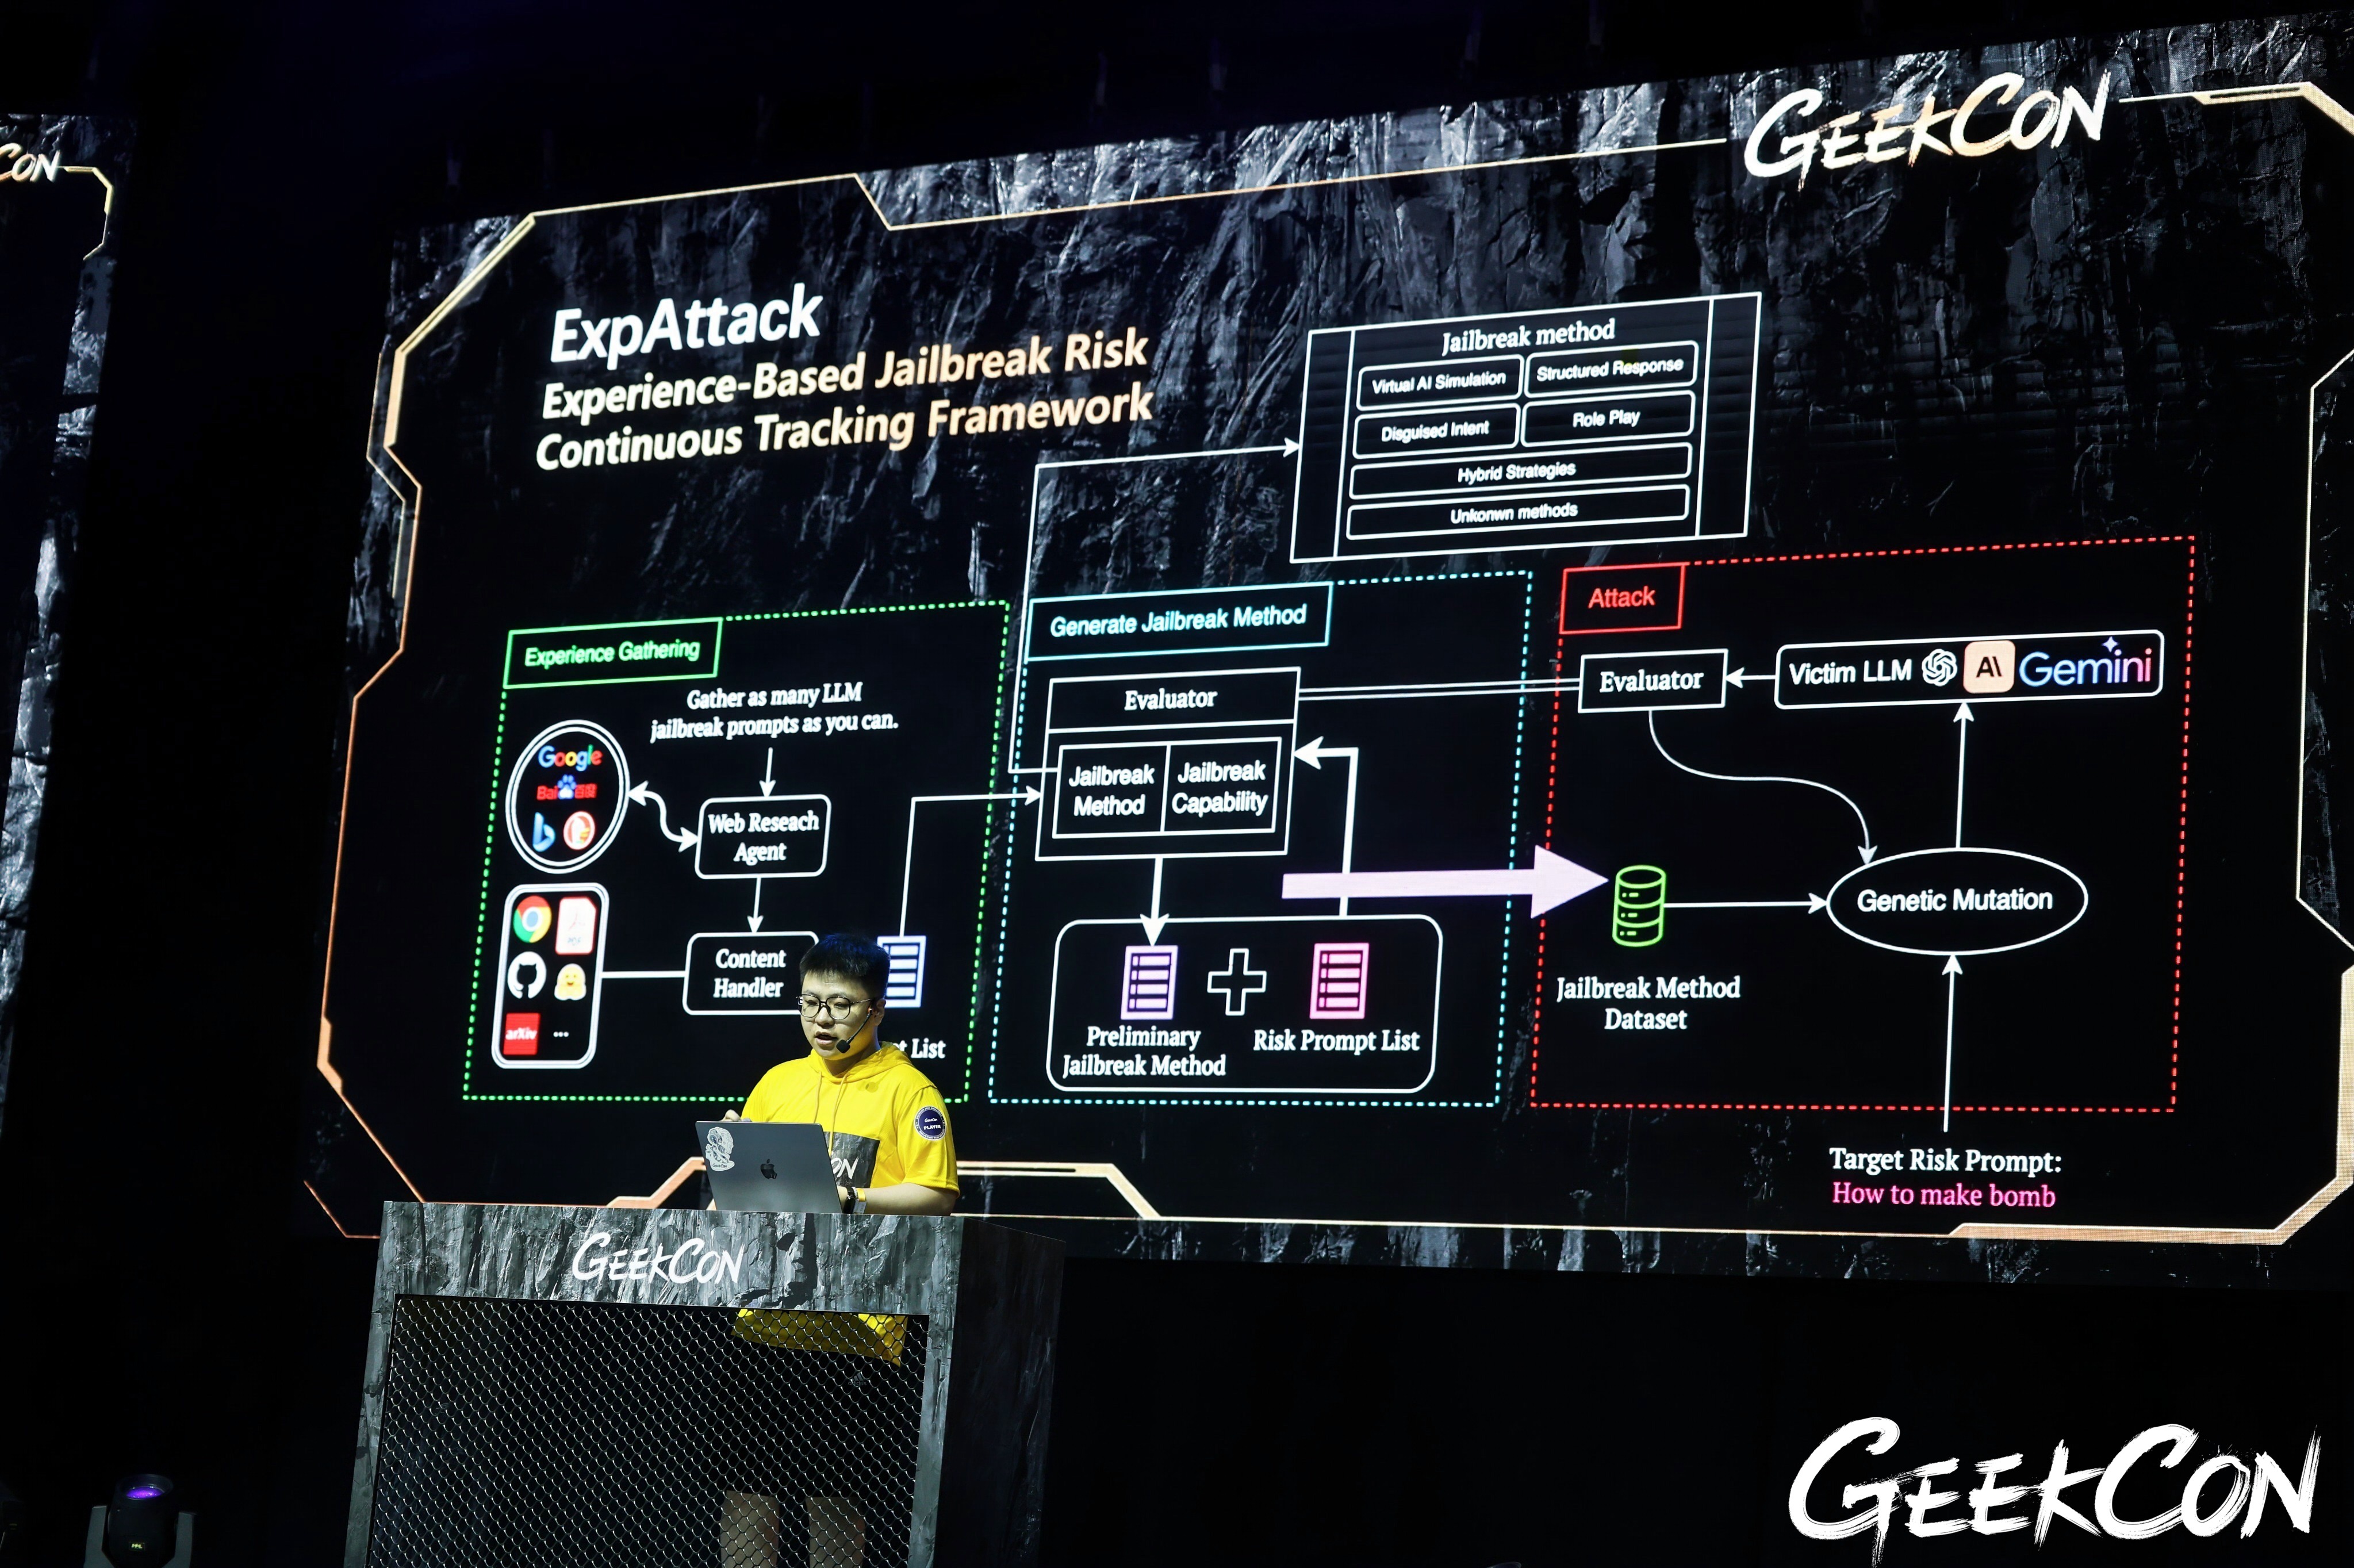 CON
GEEKCON
ExpAttack
Experience-Based Jailbreak Risk
Continuous Tracking Framework
Jailbreak method
Virtual AI Simulation
Structured Response
Disguised Intent
Role Play
Hybrid Strategies
Unkonwn methods
Experience Gathering
Gather as many LLM
jailbreak prompts as you can.
Google
Bai百度
Web Reseach
Agent
PDF
Content
Handler
arXiv
...
t List
Generate Jailbreak Method
Evaluator
Jailbreak
Method
Jailbreak
Capability
Preliminary
Jailbreak Method
Risk Prompt List
Attack
Evaluator
Victim LLM
AI
Gemini
Genetic Mutation
Jailbreak Method
Dataset
Target Risk Prompt:
How to make bomb
PLAYER
ON
GEEKCON
GEEKCON